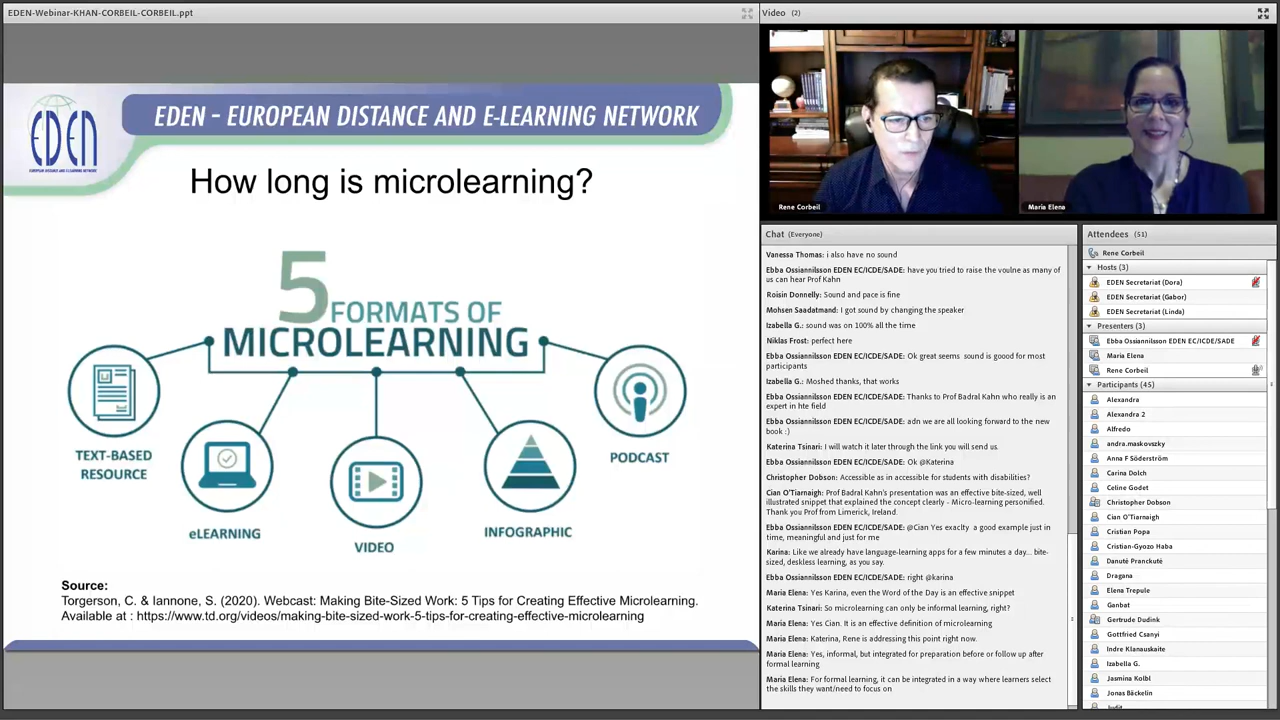 EDEN-Webinar-KHAN-CORBEIL-CORBEIL.ppt
EDEN
EUROPEAN DISTANCE AND E-LEARNING NETWORK
EDEN - EUROPEAN DISTANCE AND E-LEARNING NETWORK
How long is microlearning?
5 FORMATS OF
MICROLEARNING
TEXT-BASED
RESOURCE
eLEARNING
VIDEO
INFOGRAPHIC
PODCAST
Source:
Torgerson, C. & Iannone, S. (2020). Webcast: Making Bite-Sized Work: 5 Tips for Creating Effective Microlearning.
Available at : https://www.td.org/videos/making-bite-sized-work-5-tips-for-creating-effective-microlearning
Video (2)
Rene Corbeil
Maria Elena
Chat (Everyone)
Vanessa Thomas: i also have no sound
Ebba Ossiannilsson EDEN EC/ICDE/SADE: have you tried to raise the voulne as many of
us can hear Prof Kahn
Roisin Donnelly: Sound and pace is fine
Mohsen Saadatmand: I got sound by changing the speaker
Izabella G.: sound was on 100% all the time
Niklas Frost: perfect here
Ebba Ossiannilsson EDEN EC/ICDE/SADE: Ok great seems  sound is goood for most
participants
Izabella G.: Moshed thanks, that works
Ebba Ossiannilsson EDEN EC/ICDE/SADE: Thanks to Prof Badral Kahn who really is an
expert in hte field
Ebba Ossiannilsson EDEN EC/ICDE/SADE: adn we are all looking forward to the new
book :)
Katerina Tsinari: I will watch it later through the link you will send us.
Ebba Ossiannilsson EDEN EC/ICDE/SADE: Ok @Katerina
Christopher Dobson: Accessible as in accessible for students with disabilities?
Cian O'Tiarnaigh: Prof Badral Kahn's presentation was an effective bite-sized, well
illustrated snippet that explained the concept clearly - Micro-learning personified.
Thank you Prof from Limerick, Ireland.
Ebba Ossiannilsson EDEN EC/ICDE/SADE: @Cian Yes exaclty  a good example just in
time, meaningful and just for me
Karina: Like we already have language-learning apps for a few minutes a day... bite-
sized, deskless learning, as you say.
Ebba Ossiannilsson EDEN EC/ICDE/SADE: right @karina
Maria Elena: Yes Karina, even the Word of the Day is an effective snippet
Katerina Tsinari: So microlearning can only be informal learning, right?
Maria Elena: Yes Cian. It is an effective definition of microlearning
Maria Elena: Katerina, Rene is addressing this point right now.
Maria Elena: Yes, informal, but integrated for preparation before or follow up after
formal learning
Maria Elena: For formal learning, it can be integrated in a way where learners select
the skills they want/need to focus on
Attendees (51)
Rene Corbeil
Hosts (3)
EDEN Secretariat (Dora)
EDEN Secretariat (Gabor)
EDEN Secretariat (Linda)
Presenters (3)
Ebba Ossiannilsson EDEN EC/ICDE/SADE
Maria Elena
Rene Corbeil
Participants (45)
Alexandra
Alexandra 2
Alfredo
andra.maskovszky
Anna F Söderström
Carina Dolch
Celine Godet
Christopher Dobson
Cian O'Tiarnaigh
Cristian Popa
Cristian-Gyozo Haba
Danutė Pranckutė
Dragana
Elena Trepule
Ganbat
Gertrude Dudink
Gottfried Csanyi
Indre Klanauskaite
Izabella G.
Jasmina Kolbl
Jonas Bäckelin